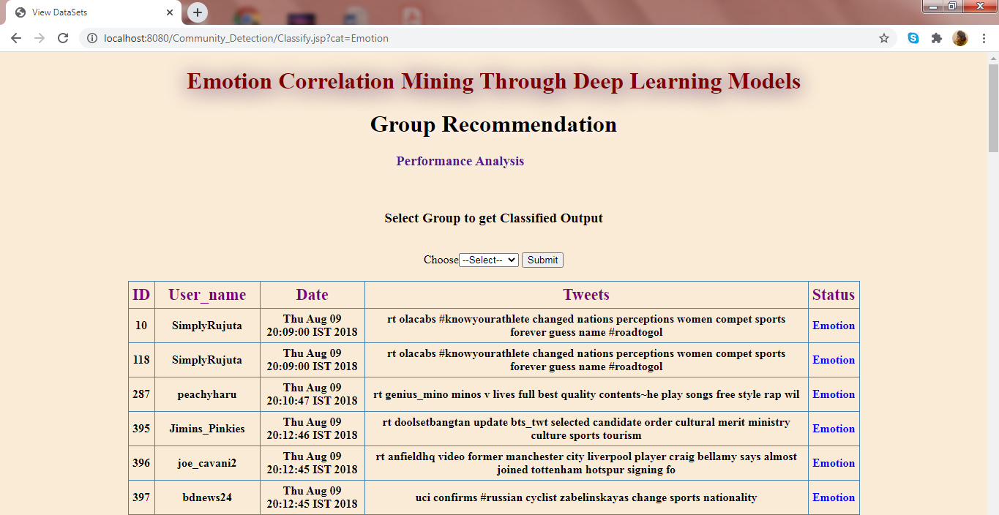 View DataSets
localhost:8080/Community_Detection/Classify.jsp?cat=Emotion
Emotion Correlation Mining Through Deep Learning Models
Group Recommendation
Performance Analysis
Select Group to get Classified Output
Choose --Select-- Submit
ID User_name Date Tweets Status
10 SimplyRujuta Thu Aug 09 20:09:00 IST 2018 rt olacabs #knowyourathlete changed nations perceptions women compet sports forever guess name #roadtogol Emotion
118 SimplyRujuta Thu Aug 09 20:09:00 IST 2018 rt olacabs #knowyourathlete changed nations perceptions women compet sports forever guess name #roadtogol Emotion
287 peachyharu Thu Aug 09 20:10:47 IST 2018 rt genius_mino minos v lives full best quality contents~he play songs free style rap wil Emotion
395 Jimins_Pinkies Thu Aug 09 20:12:46 IST 2018 rt doolsetbangtan update bts_twt selected candidate order cultural merit ministry culture sports tourism Emotion
396 joe_cavani2 Thu Aug 09 20:12:45 IST 2018 rt anfieldhq video former manchester city liverpool player craig bellamy says almost joined tottenham hotspur signing fo Emotion
397 bdnews24 Thu Aug 09 20:12:45 IST 2018 uci confirms #russian cyclist zabelinskayas change sports nationality Emotion